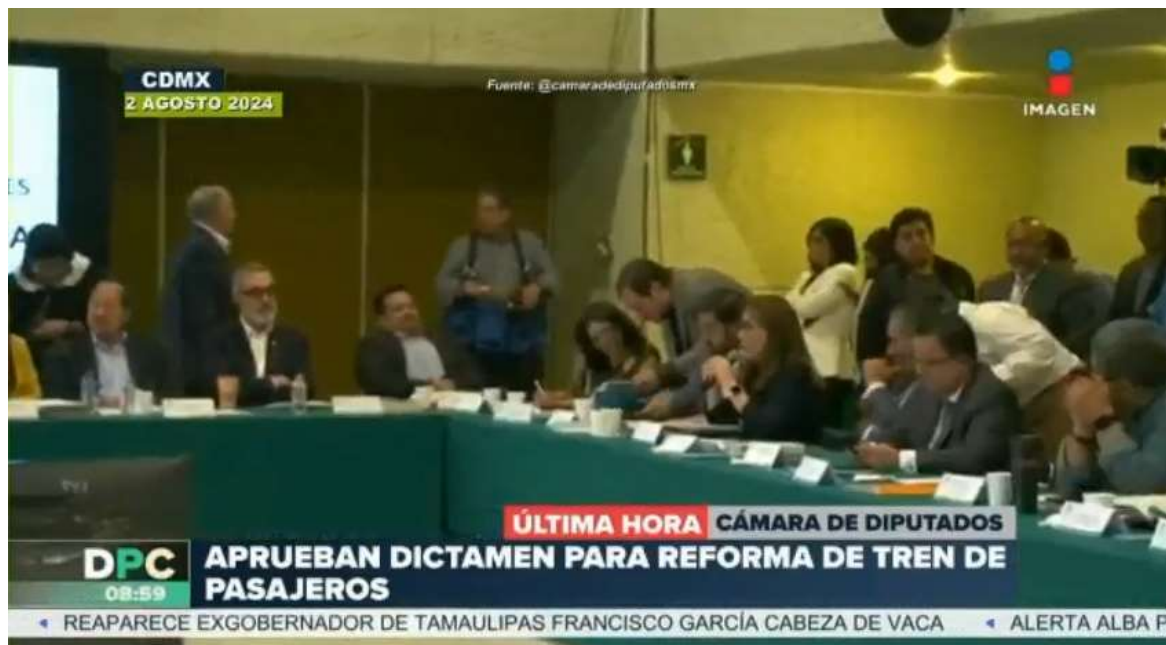 CDMX
2 AGOSTO 2024
Fuente: @camaradediputadosmx
IMAGEN
ES
A
ÚLTIMA HORA CÁMARA DE DIPUTADOS
DPC
08:59
APRUEBAN DICTAMEN PARA REFORMA DE TREN DE
PASAJEROS
REAPARECE EXGOBERNADOR DE TAMAULIPAS FRANCISCO GARCÍA CABEZA DE VACA ALERTA ALBA P